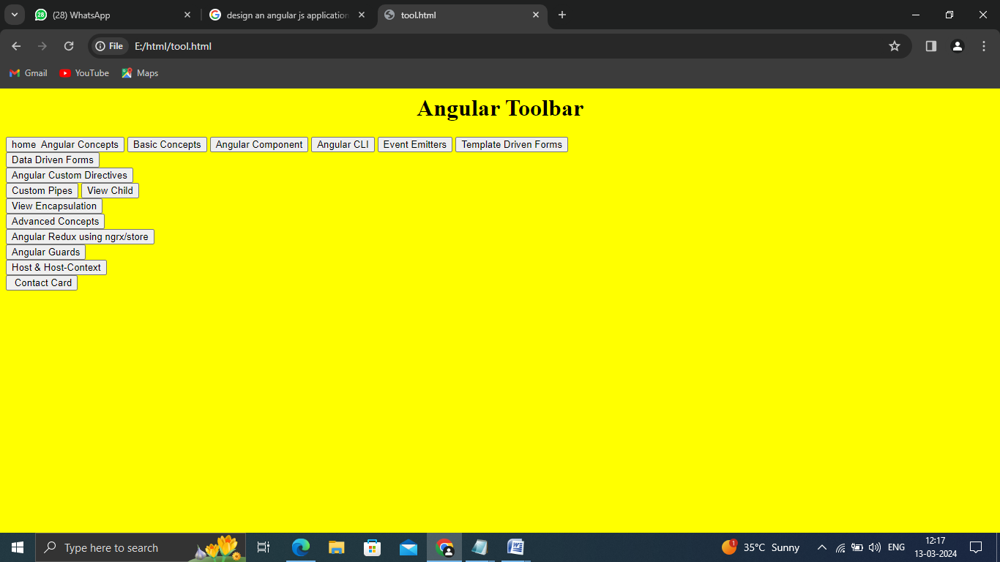 (28) WhatsApp design an angular js application tool.html
File E:/html/tool.html
Gmail YouTube Maps
Angular Toolbar
home Angular Concepts Basic Concepts Angular Component Angular CLI Event Emitters Template Driven Forms
Data Driven Forms
Angular Custom Directives
Custom Pipes View Child
View Encapsulation
Advanced Concepts
Angular Redux using ngrx/store
Angular Guards
Host & Host-Context
Contact Card
Type here to search 35°C Sunny ENG 12:17
13-03-2024